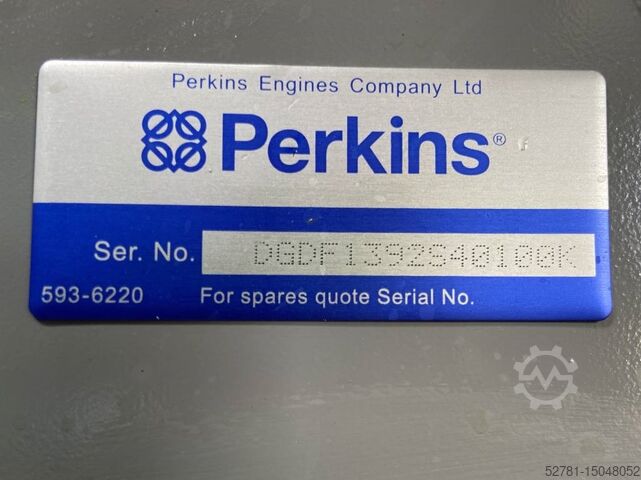 Perkins Engines Company Ltd
Perkins®
Ser. No. DGDF1392S40100K
593-6220 For spares quote Serial No.
52781-15048052